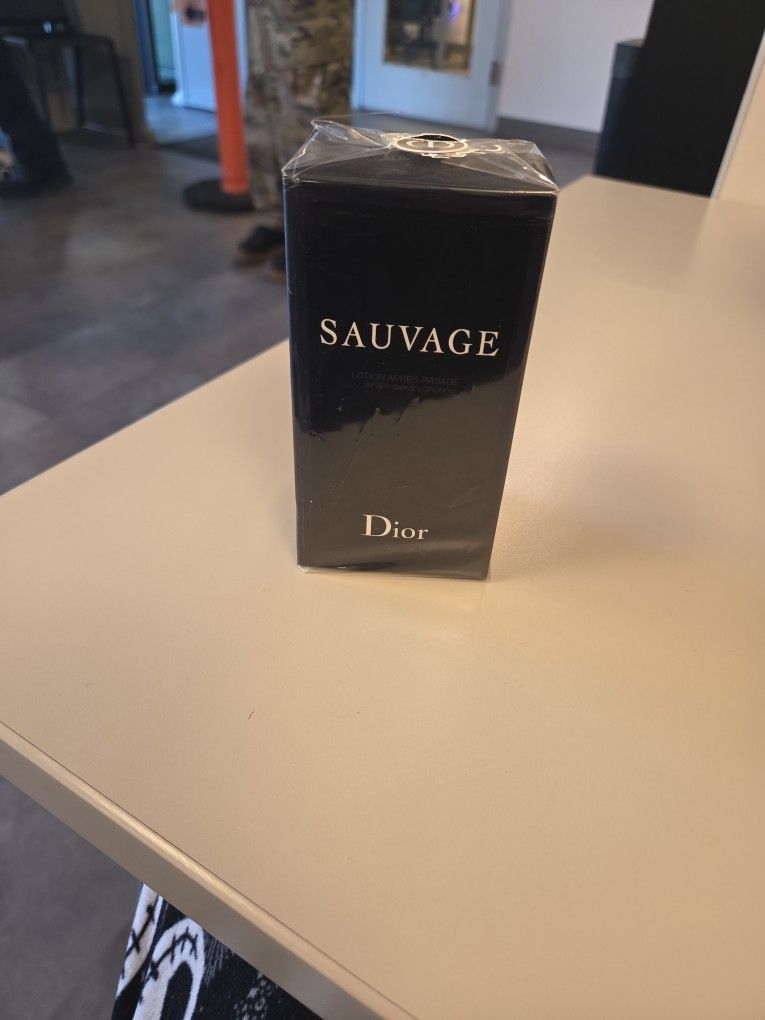 SAUVAGE
LOTION APRÈS-RASAGE
AFTER-SHAVE LOTION
Dior